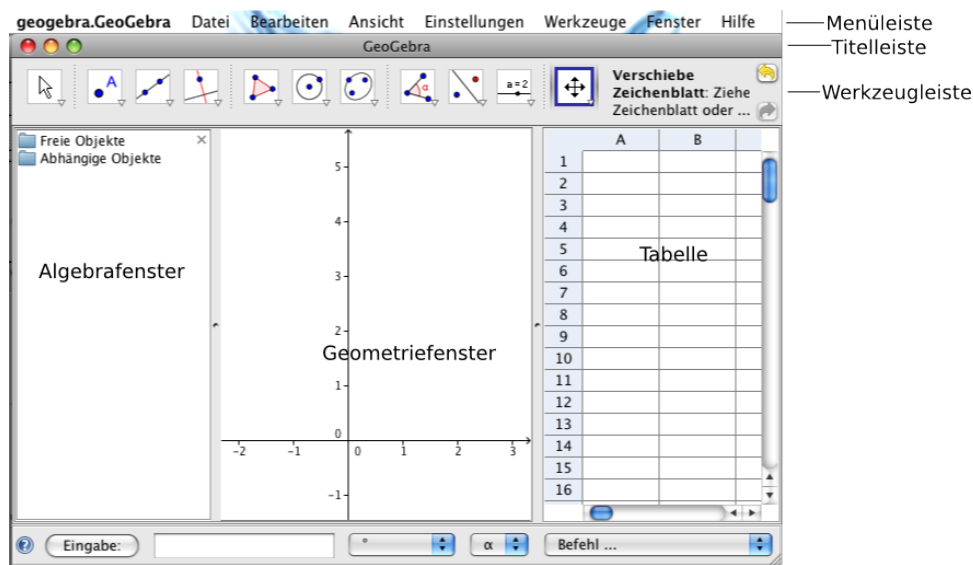 geogebra.GeoGebra Datei Bearbeiten Ansicht Einstellungen Werkzeuge Fenster Hilfe Menüleiste
GeoGebra Titelleiste
A α a=2
Verschiebe
Zeichenblatt: Ziehe
Zeichenblatt oder ...
Werkzeugleiste
Freie Objekte
Abhängige Objekte
Algebrafenster
5
4
3
2
1
0
-1
-2 -1 0 1 2 3
Geometriefenster
A B
1
2
3
4
5
6
7
8
9
10
11
12
13
14
15
16
Tabelle
Eingabe: ° α Befehl ...